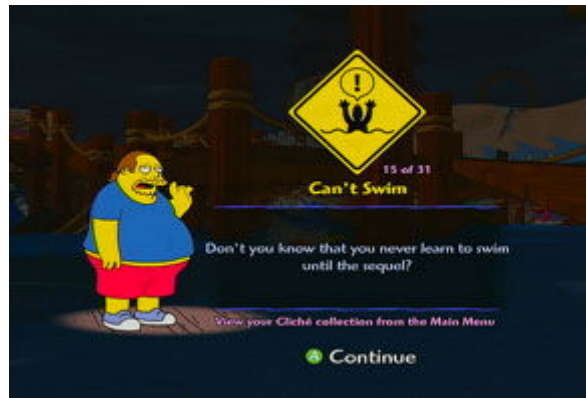 !
15 of 31
Can't Swim
Don't you know that you never learn to swim
until the sequel?
View your Cliché collection from the Main Menu
A Continue